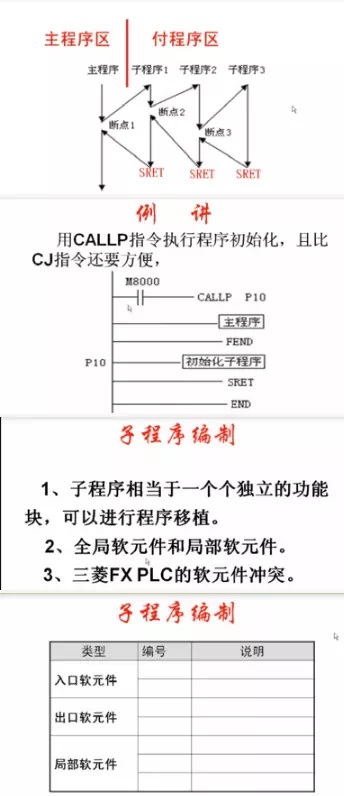 主程序区 付程序区
主程序 子程序1 子程序2 子程序3
断点1 断点2 断点3
SRET SRET SRET
例 讲
用CALLP指令执行程序初始化，且比
CJ指令还要方便，
M8000
CALLP P10
主程序
FEND
P10 初始化子程序
SRET
END
子程序编制
1、子程序相当于一个个独立的功能
块，可以进行程序移植。
2、全局软元件和局部软元件。
3、三菱FX PLC的软元件冲突。
子程序编制
类型 编号 说明
入口软元件
出口软元件
局部软元件